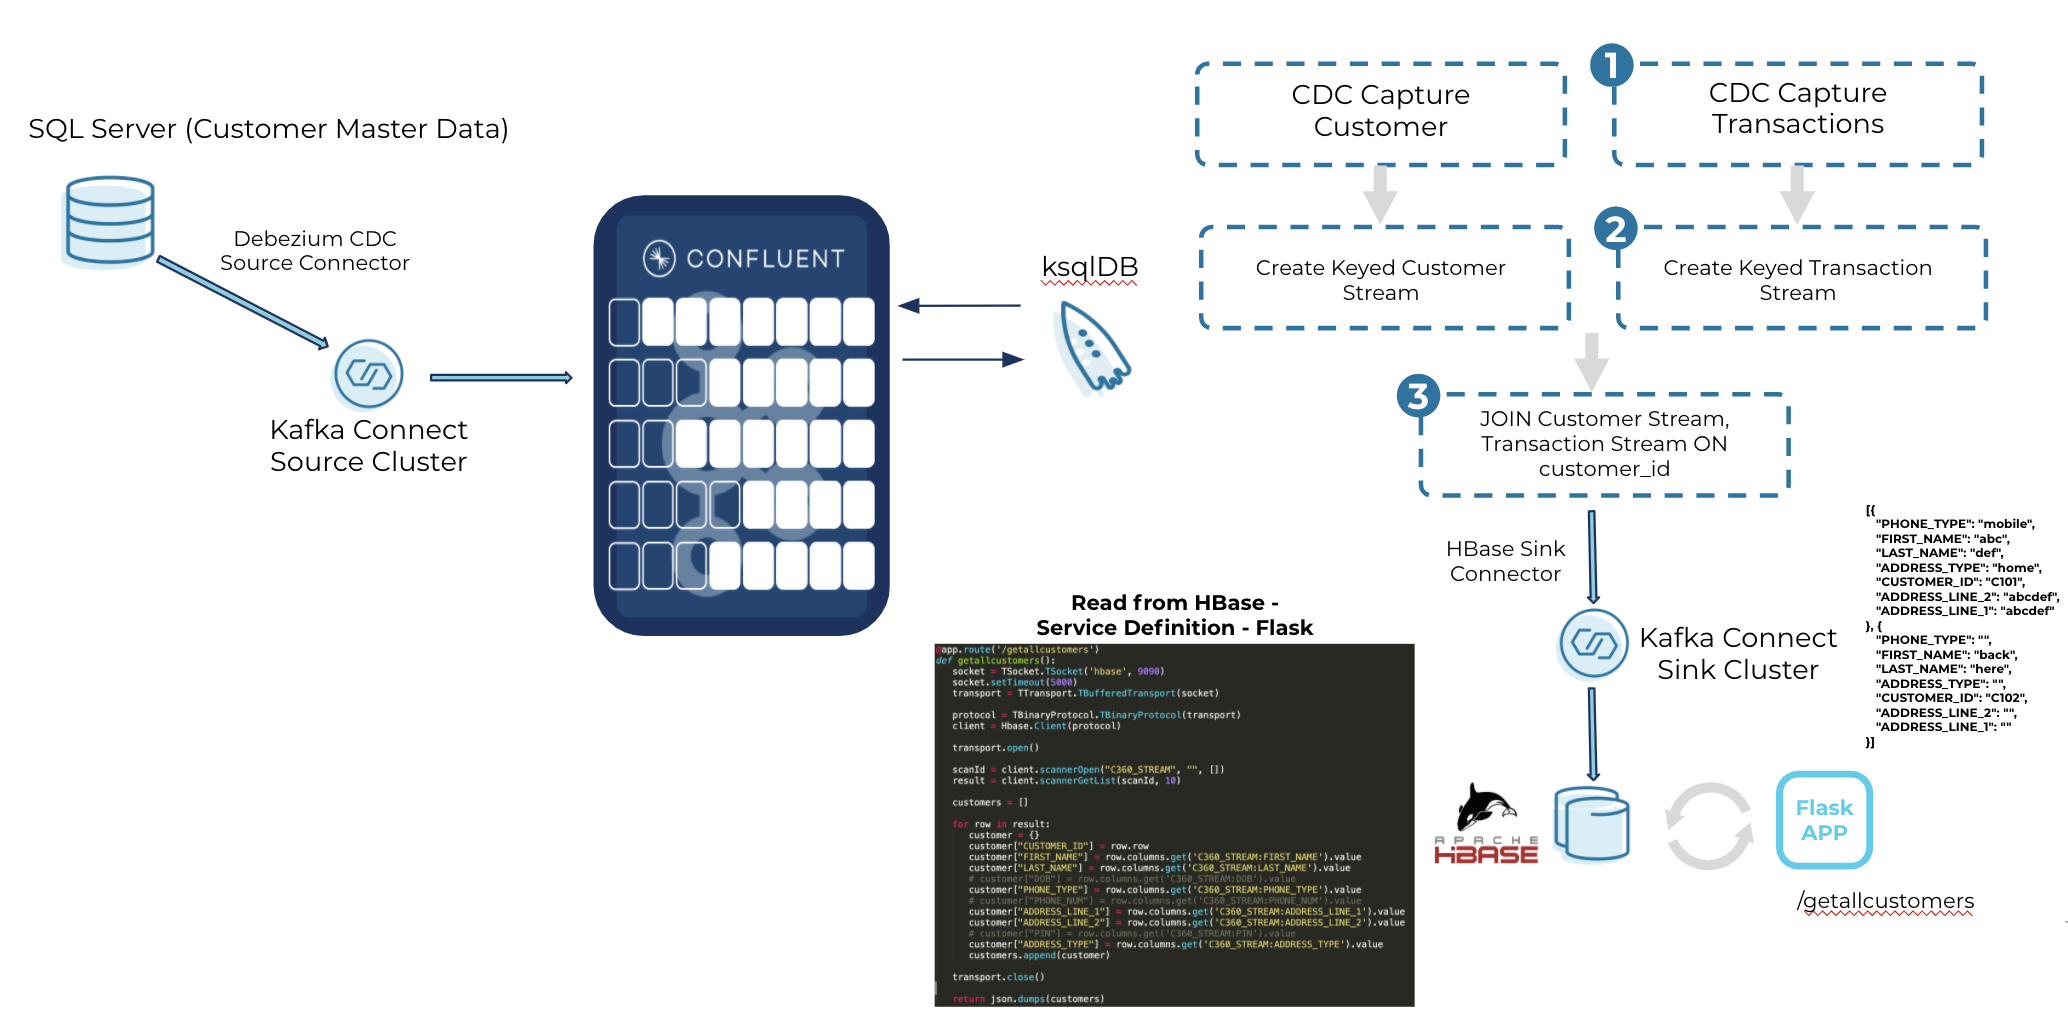 SQL Server (Customer Master Data)
Debezium CDC
Source Connector
Kafka Connect
Source Cluster
CONFLUENT
ksqlDB
CDC Capture
Customer
1
CDC Capture
Transactions
Create Keyed Customer
Stream
2
Create Keyed Transaction
Stream
3
JOIN Customer Stream,
Transaction Stream ON
customer_id
HBase Sink
Connector
Kafka Connect
Sink Cluster
[{
"PHONE_TYPE": "mobile",
"FIRST_NAME": "abc",
"LAST_NAME": "def",
"ADDRESS_TYPE": "home",
"CUSTOMER_ID": "C101",
"ADDRESS_LINE_2": "abcdef",
"ADDRESS_LINE_1": "abcdef"
}, {
"PHONE_TYPE": "",
"FIRST_NAME": "back",
"LAST_NAME": "here",
"ADDRESS_TYPE": "",
"CUSTOMER_ID": "C102",
"ADDRESS_LINE_2": "",
"ADDRESS_LINE_1": ""
}]
Read from HBase -
Service Definition - Flask
@app.route('/getallcustomers')
def getallcustomers():
socket = TSocket.TSocket('hbase', 9090)
socket.setTimeout(5000)
transport = TTransport.TBufferedTransport(socket)
protocol = TBinaryProtocol.TBinaryProtocol(transport)
client = Hbase.Client(protocol)
transport.open()
scanId = client.scannerOpen("C360_STREAM", "", [])
result = client.scannerGetList(scanId, 10)
customers = []
for row in result:
customer = {}
customer["CUSTOMER_ID"] = row.row
customer["FIRST_NAME"] = row.columns.get('C360_STREAM:FIRST_NAME').value
customer["LAST_NAME"] = row.columns.get('C360_STREAM:LAST_NAME').value
# customer["DOB"] = row.columns.get('C360_STREAM:DOB').value
customer["PHONE_TYPE"] = row.columns.get('C360_STREAM:PHONE_TYPE').value
# customer["PHONE_NUM"] = row.columns.get('C360_STREAM:PHONE_NUM').value
customer["ADDRESS_LINE_1"] = row.columns.get('C360_STREAM:ADDRESS_LINE_1').value
customer["ADDRESS_LINE_2"] = row.columns.get('C360_STREAM:ADDRESS_LINE_2').value
# customer["PIN"] = row.columns.get('C360_STREAM:PIN').value
customer["ADDRESS_TYPE"] = row.columns.get('C360_STREAM:ADDRESS_TYPE').value
customers.append(customer)
transport.close()
return json.dumps(customers)
APACHE
HBASE
Flask
APP
/getallcustomers